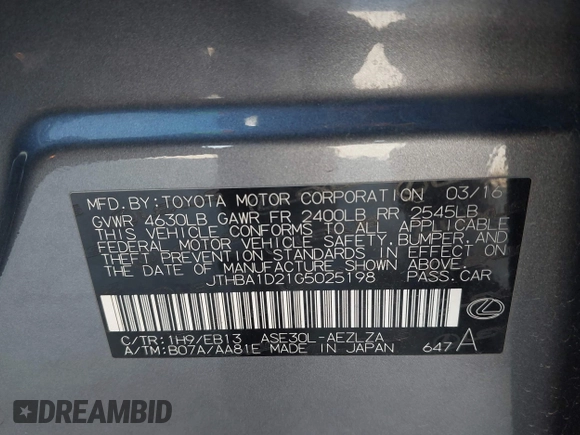 MFD.BY:TOYOTA MOTOR CORPORATION 03/16
GVWR 4630LB GAWR FR 2400LB RR 2545LB
THIS VEHICLE CONFORMS TO ALL APPLICABLE
FEDERAL MOTOR VEHICLE SAFETY,BUMPER,AND
THEFT PREVENTION STANDARDS IN EFFECT ON
THE DATE OF MANUFACTURE SHOWN ABOVE.
JTHBA1D21G5025198 PASS.CAR
C/TR:1H9/EB13 ASE30L-AEZLZA
A/TM:B07A/AA81E MADE IN JAPAN 647 A
DREAMBID